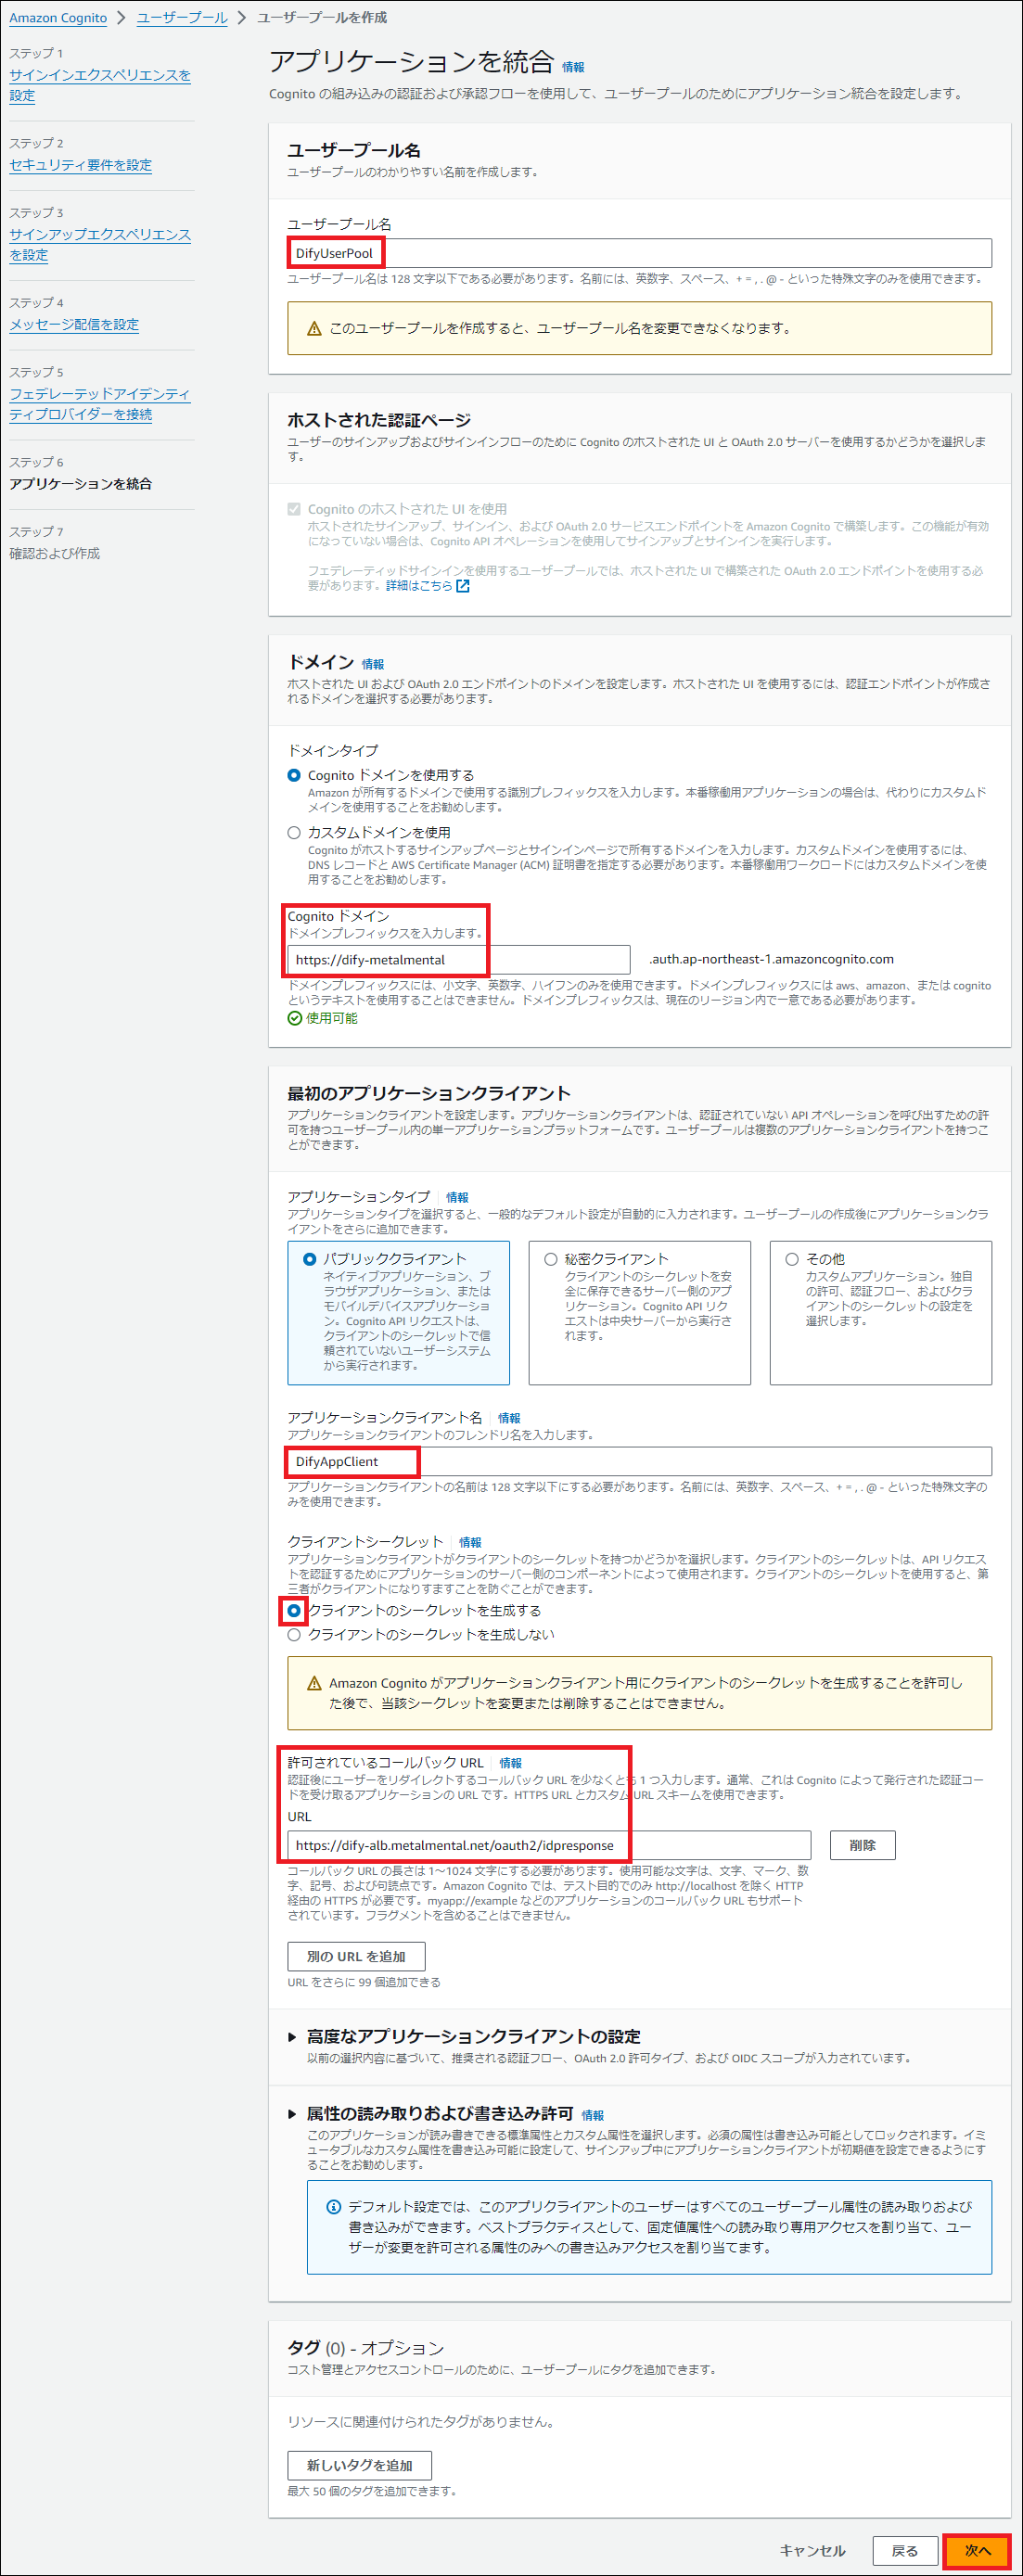 Amazon Cognito > ユーザープール > ユーザープールを作成
ステップ 1
サインインエクスペリエンスを
設定
ステップ 2
セキュリティ要件を設定
ステップ 3
サインアップエクスペリエンス
を設定
ステップ 4
メッセージ配信を設定
ステップ 5
フェデレーテッドアイデンティ
ティプロバイダーを接続
ステップ 6
アプリケーションを統合
ステップ 7
確認および作成
アプリケーションを統合 情報
Cognito の組み込みの認証および承認フローを使用して、ユーザープールのためにアプリケーション統合を設定します。
ユーザープール名
ユーザープールのわかりやすい名前を作成します。
ユーザープール名
DifyUserPool
ユーザープール名は 128 文字以下である必要があります。名前には、英数字、スペース、+ = , . @ - といった特殊文字のみを使用できます。
このユーザープールを作成すると、ユーザープール名を変更できなくなります。
ホストされた認証ページ
ユーザーのサインアップおよびサインインフローのために Cognito のホストされた UI と OAuth 2.0 サーバーを使用するかどうかを選択しま
す。
Cognito のホストされた UI を使用
ホストされたサインアップ、サインイン、および OAuth 2.0 サービスエンドポイントを Amazon Cognito で構築します。この機能が有効
になっていない場合は、Cognito API オペレーションを使用してサインアップとサインインを実行します。
フェデレーティッドサインインを使用するユーザープールでは、ホストされた UI で構築された OAuth 2.0 エンドポイントを使用する必
要があります。詳細はこちら
ドメイン 情報
ホストされた UI および OAuth 2.0 エンドポイントのドメインを設定します。ホストされた UI を使用するには、認証エンドポイントが作成さ
れるドメインを選択する必要があります。
ドメインタイプ
Cognito ドメインを使用する
Amazon が所有するドメインで使用する識別プレフィックスを入力します。本番稼働用アプリケーションの場合は、代わりにカスタムド
メインを使用することをお勧めします。
カスタムドメインを使用
Cognito がホストするサインアップページとサインインページで所有するドメインを入力します。カスタムドメインを使用するには、
DNS レコードと AWS Certificate Manager (ACM) 証明書を指定する必要があります。本番稼働用ワークロードにはカスタムドメインを使
用することをお勧めします。
Cognito ドメイン
ドメインプレフィックスを入力します。
https://dify-metalmental .auth.ap-northeast-1.amazoncognito.com
ドメインプレフィックスには、小文字、英数字、ハイフンのみを使用できます。ドメインプレフィックスには aws、amazon、または cognito
というテキストを使用することはできません。ドメインプレフィックスは、現在のリージョン内で一意である必要があります。
使用可能
最初のアプリケーションクライアント
アプリケーションクライアントを設定します。アプリケーションクライアントは、認証されていない API オペレーションを呼び出すための許
可を持つユーザープール内の単一アプリケーションプラットフォームです。ユーザープールは複数のアプリケーションクライアントを持つこ
とができます。
アプリケーションタイプ 情報
アプリケーションタイプを選択すると、一般的なデフォルト設定が自動的に入力されます。ユーザープールの作成後にアプリケーションクラ
イアントをさらに追加できます。
パブリッククライアント
ネイティブアプリケーション、ブ
ラウザアプリケーション、または
モバイルデバイスアプリケーショ
ン。Cognito API リクエストは、
クライアントのシークレットで信
頼されていないユーザーシステム
から実行されます。
秘密クライアント
クライアントのシークレットを安
全に保存できるサーバー側のアプ
リケーション。Cognito API リク
エストは中央サーバーから実行さ
れます。
その他
カスタムアプリケーション。独自
の許可、認証フロー、およびクラ
イアントのシークレットの設定を
選択します。
アプリケーションクライアント名 情報
アプリケーションクライアントのフレンドリ名を入力します。
DifyAppClient
アプリケーションクライアントの名前は 128 文字以下にする必要があります。名前には、英数字、スペース、+ = , . @ - といった特殊文字の
みを使用できます。
クライアントシークレット 情報
アプリケーションクライアントがクライアントのシークレットを持つかどうかを選択します。クライアントのシークレットは、API リクエス
トを認証するためにアプリケーションのサーバー側のコンポーネントによって使用されます。クライアントのシークレットを使用すると、第
三者がクライアントになりすますことを防ぐことができます。
クライアントのシークレットを生成する
クライアントのシークレットを生成しない
Amazon Cognito がアプリケーションクライアント用にクライアントのシークレットを生成することを許可し
た後で、当該シークレットを変更または削除することはできません。
許可されているコールバック URL 情報
認証後にユーザーをリダイレクトするコールバック URL を少なくとも 1 つ入力します。通常、これは Cognito によって発行された認証コー
ドを受け取るアプリケーションの URL です。HTTPS URL とカスタム URL スキームを使用できます。
URL
https://dify-alb.metalmental.net/oauth2/idpresponse 削除
コールバック URL の長さは 1～1024 文字にする必要があります。使用可能な文字は、文字、マーク、数
字、記号、および句読点です。Amazon Cognito では、テスト目的でのみ http://localhost を除く HTTP
経由の HTTPS が必要です。myapp://example などのアプリケーションのコールバック URL もサポート
されています。フラグメントを含めることはできません。
別の URL を追加
URL をさらに 99 個追加できる
高度なアプリケーションクライアントの設定
以前の選択内容に基づいて、推奨される認証フロー、OAuth 2.0 許可タイプ、および OIDC スコープが入力されています。
属性の読み取りおよび書き込み許可 情報
このアプリケーションが読み書きできる標準属性とカスタム属性を選択します。必須の属性は書き込み可能としてロックされます。イミ
ュータブルなカスタム属性を書き込み可能に設定して、サインアップ中にアプリケーションクライアントが初期値を設定できるようにす
ることをお勧めします。
デフォルト設定では、このアプリクライアントのユーザーはすべてのユーザープール属性の読み取りおよび
書き込みができます。ベストプラクティスとして、固定値属性への読み取り専用アクセスを割り当て、ユー
ザーが変更を許可される属性のみへの書き込みアクセスを割り当てます。
タグ (0) - オプション
コスト管理とアクセスコントロールのために、ユーザープールにタグを追加できます。
リソースに関連付けられたタグがありません。
新しいタグを追加
最大 50 個のタグを追加できます。
キャンセル 戻る 次へ